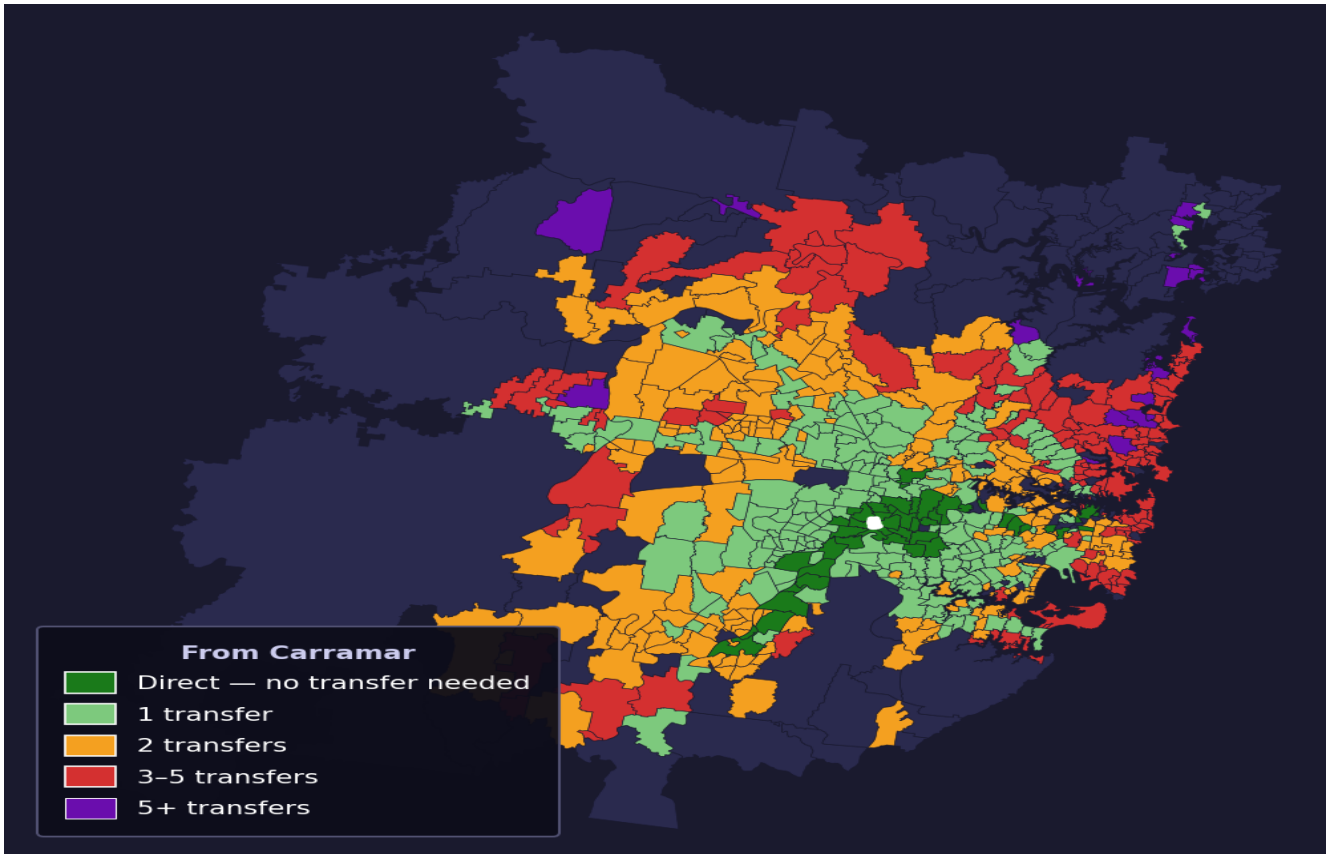 From Carramar
Direct — no transfer needed
1 transfer
2 transfers
3–5 transfers
5+ transfers